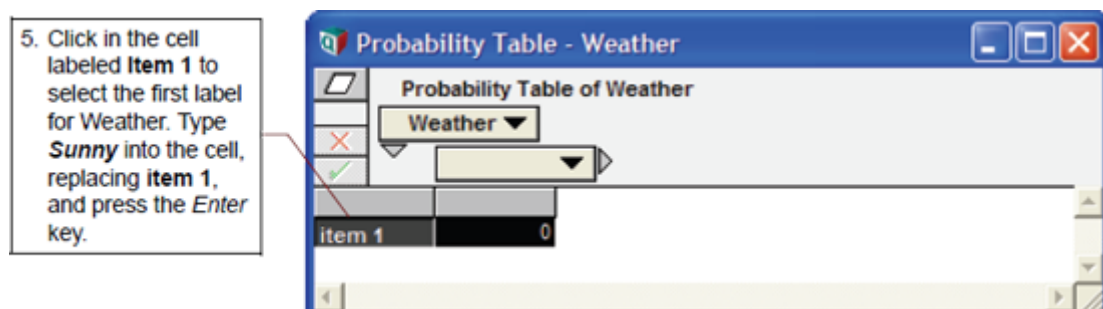 5. Click in the cell
labeled Item 1 to
select the first label
for Weather. Type
Sunny into the cell,
replacing item 1,
and press the Enter
key.
Probability Table - Weather
Probability Table of Weather
Weather
item 1 0